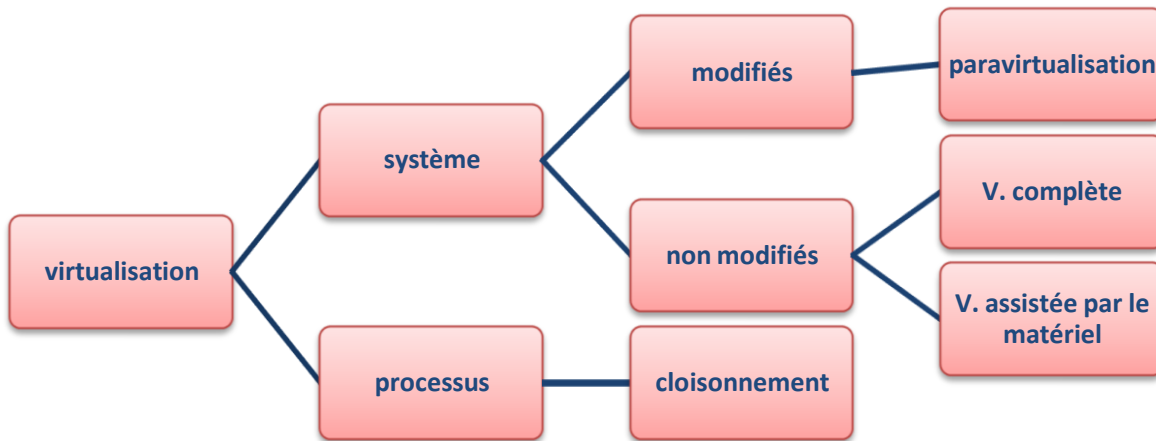 virtualisation
système
processus
modifiés
non modifiés
cloisonnement
paravirtualisation
V. complète
V. assistée par le
matériel